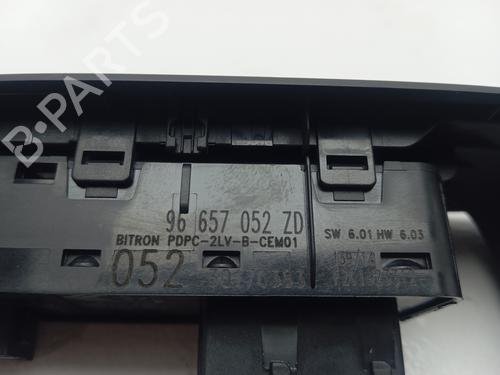 B-PARTS
96 657 052 ZD
BITRON PDPC-2LV-B-CEM01
SW 6.01 HW 6.03
052